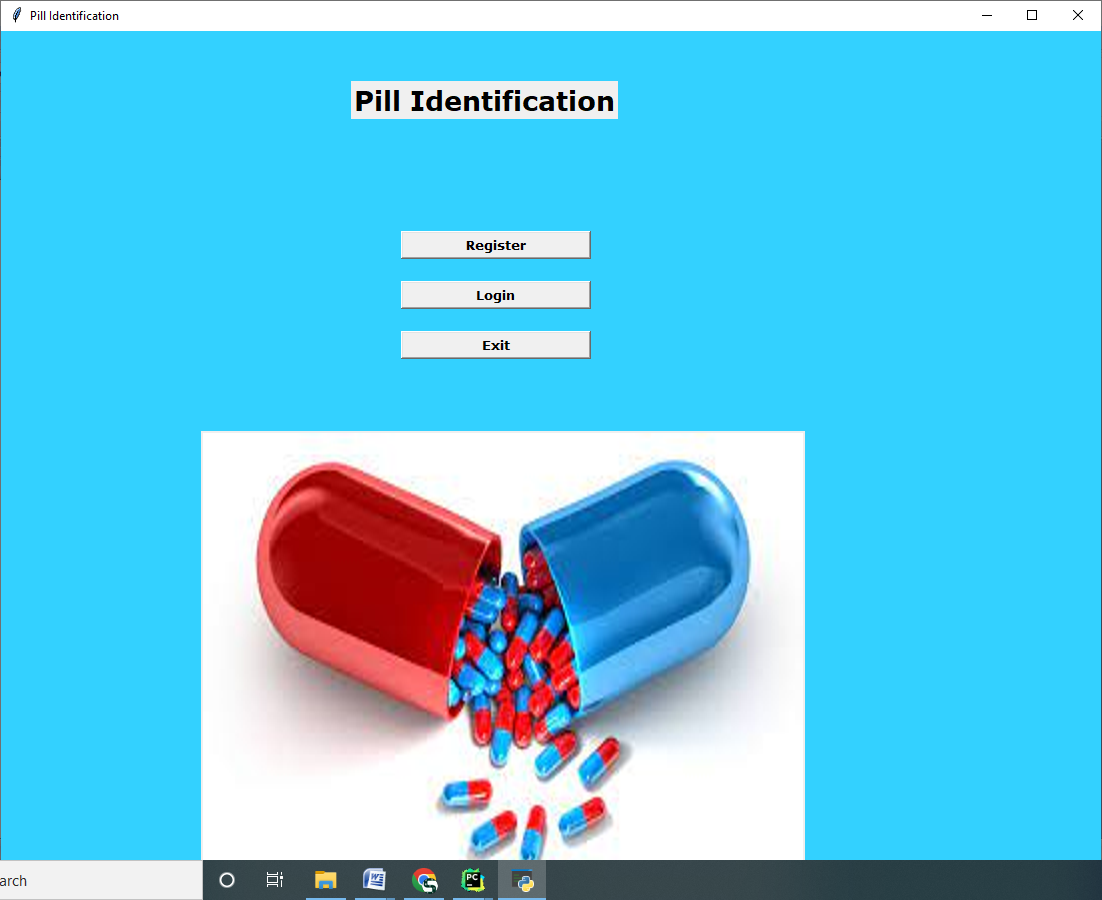 Pill Identification
Pill Identification
Register
Login
Exit
arch